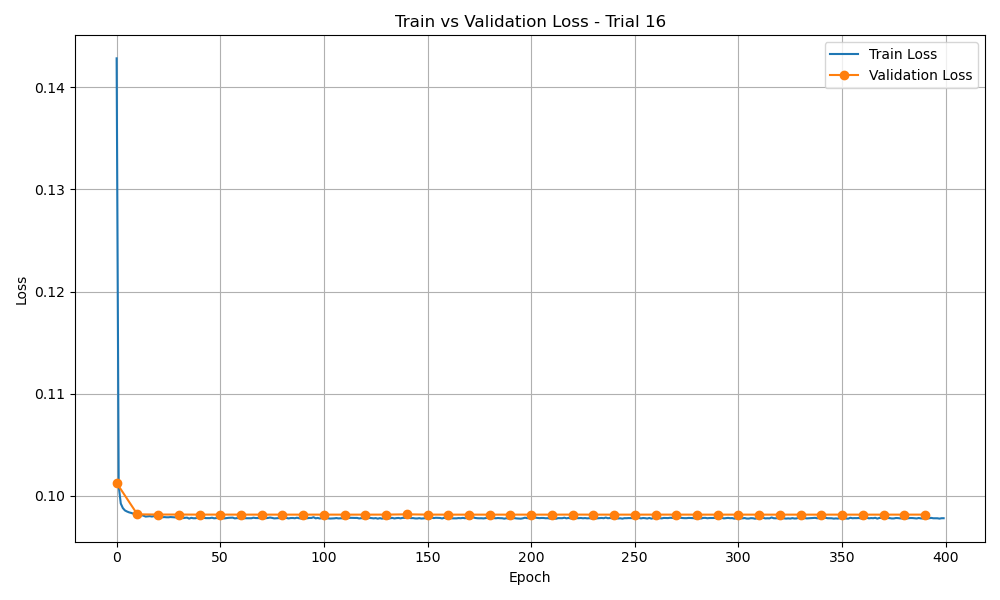 Train vs Validation Loss - Trial 16
Train Loss
Validation Loss
0.14
0.13
0.12
0.11
0.10
Loss
0
50
100
150
200
250
300
350
400
Epoch